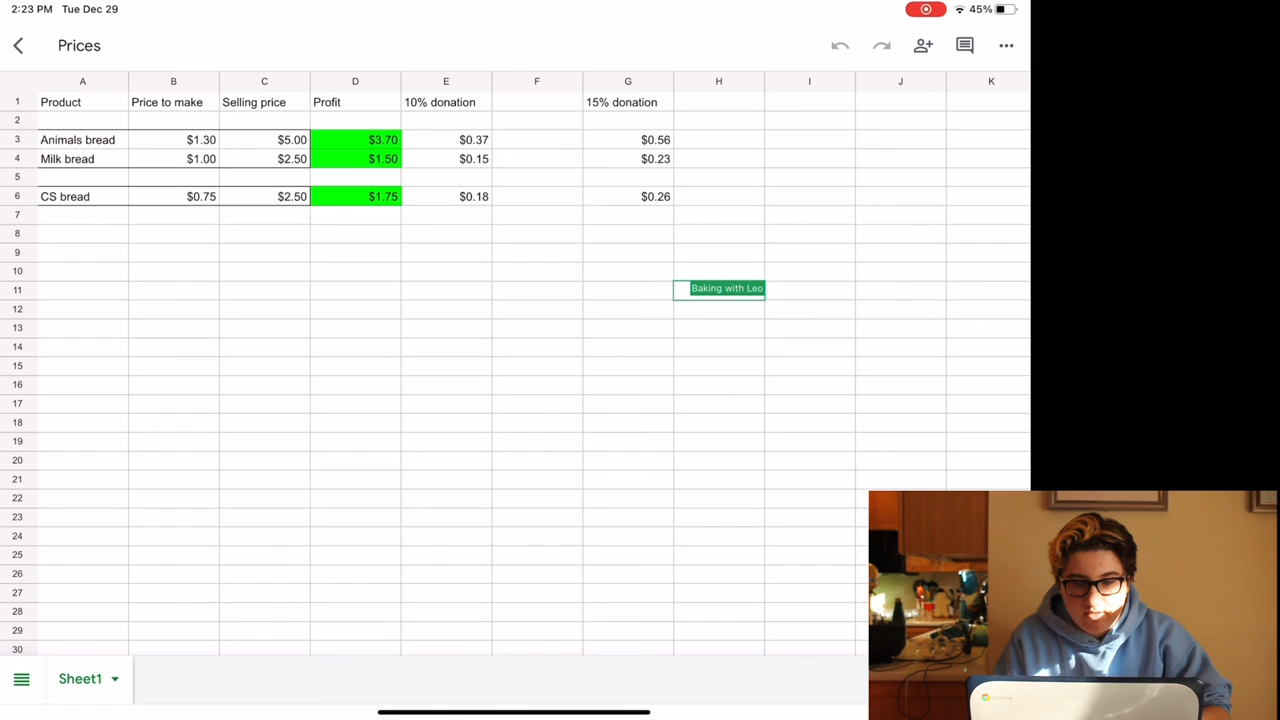 2:23 PM Tue Dec 29 45%
Prices
A B C D E F G H I J K
1 Product Price to make Selling price Profit 10% donation 15% donation
2
3 Animals bread $1.30 $5.00 $3.70 $0.37 $0.56
4 Milk bread $1.00 $2.50 $1.50 $0.15 $0.23
5
6 CS bread $0.75 $2.50 $1.75 $0.18 $0.26
7
8
9
10
11 Baking with Leo
12
13
14
15
16
17
18
19
20
21
22
23
24
25
26
27
28
29
30
Sheet1
chrome